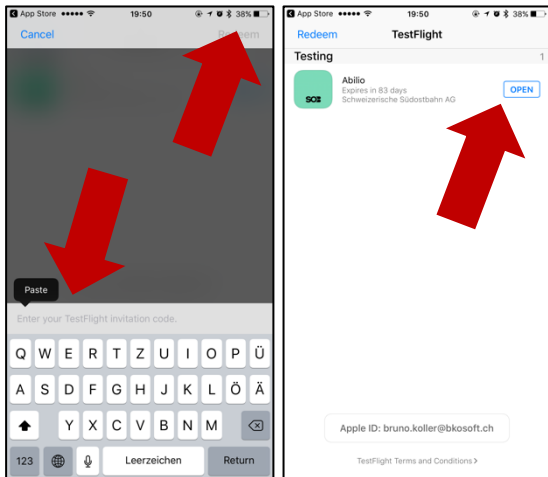 App Store 19:50 38%
Cancel Redeem
Paste
Enter your TestFlight invitation code.
Q W E R T Z U I O P Ü
A S D F G H J K L Ö Ä
Y X C V B N M
123 Leerzeichen Return
App Store 19:50 38%
Redeem TestFlight
Testing 1
SOB
Abilio
Expires in 83 days
Schweizerische Südostbahn AG
OPEN
Apple ID: bruno.koller@bkosoft.ch
TestFlight Terms and Conditions >